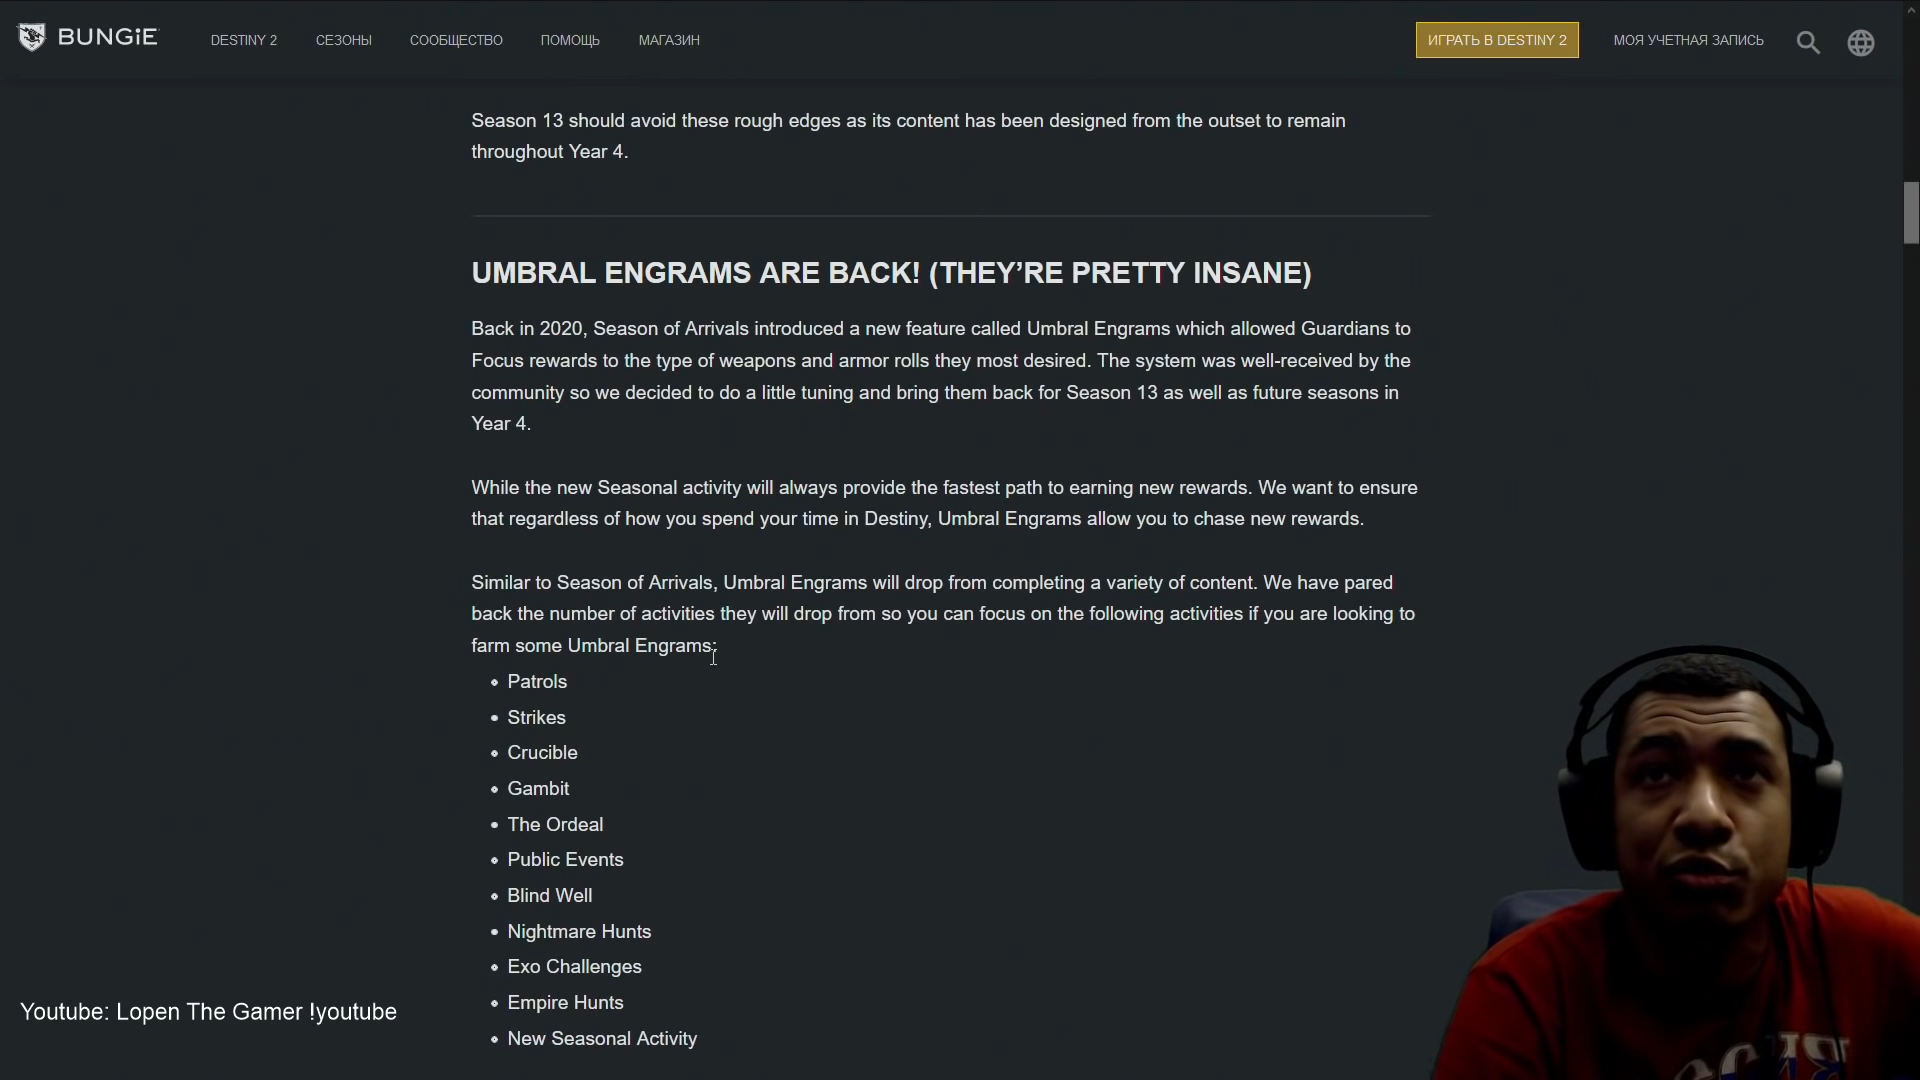 BUNGiE
DESTINY 2
СЕЗОНЫ
СООБЩЕСТВО
ПОМОЩЬ
МАГАЗИН
ИГРАТЬ В DESTINY 2
МОЯ УЧЕТНАЯ ЗАПИСЬ
Season 13 should avoid these rough edges as its content has been designed from the outset to remain
throughout Year 4.
UMBRAL ENGRAMS ARE BACK! (THEY’RE PRETTY INSANE)
Back in 2020, Season of Arrivals introduced a new feature called Umbral Engrams which allowed Guardians to
Focus rewards to the type of weapons and armor rolls they most desired. The system was well-received by the
community so we decided to do a little tuning and bring them back for Season 13 as well as future seasons in
Year 4.
While the new Seasonal activity will always provide the fastest path to earning new rewards. We want to ensure
that regardless of how you spend your time in Destiny, Umbral Engrams allow you to chase new rewards.
Similar to Season of Arrivals, Umbral Engrams will drop from completing a variety of content. We have pared
back the number of activities they will drop from so you can focus on the following activities if you are looking to
farm some Umbral Engrams:
• Patrols
• Strikes
• Crucible
• Gambit
• The Ordeal
• Public Events
• Blind Well
• Nightmare Hunts
• Exo Challenges
• Empire Hunts
• New Seasonal Activity
Youtube: Lopen The Gamer !youtube